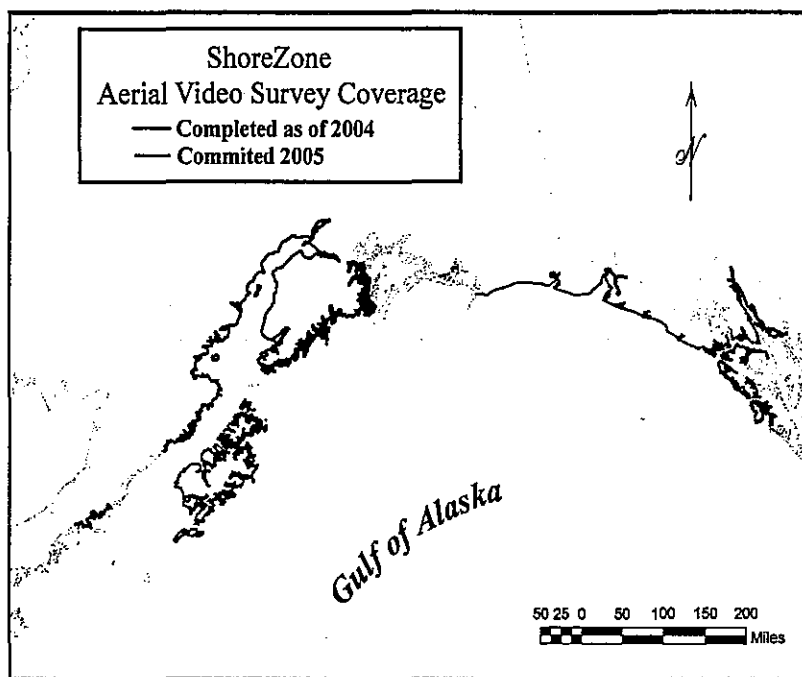 ShoreZone
Aerial Video Survey Coverage
Completed as of 2004
Commited 2005
N
Gulf of Alaska
50 25 0 50 100 150 200
Miles